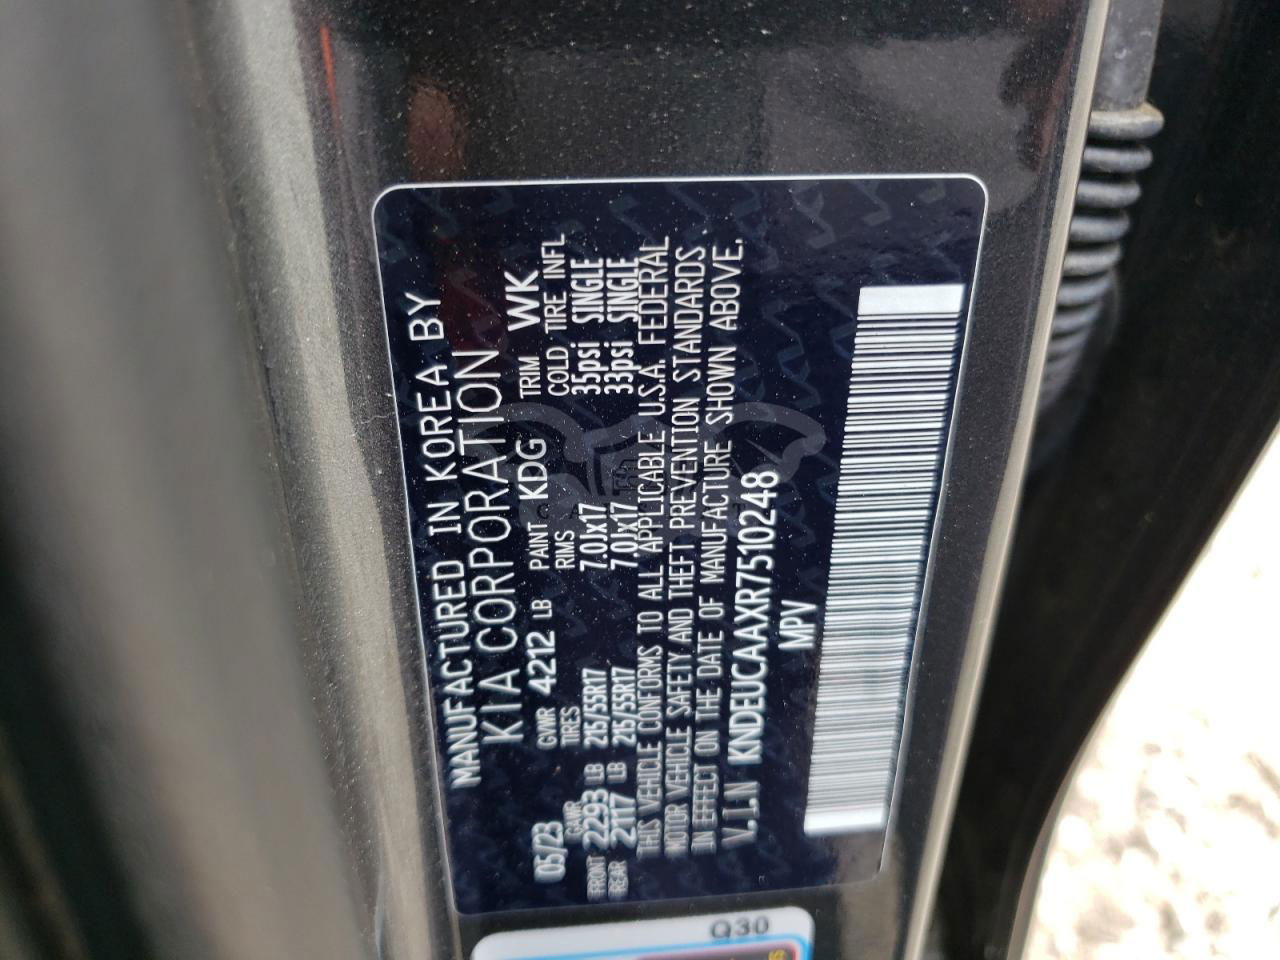 MANUFACTURED IN KOREA BY
KIA CORPORATION
05/23 GVWR 4212 LB PAINT KDG TRIM WK
GAWR TIRES RIMS COLD TIRE INFL
FRONT 2293 LB 215/55R17 7.0Jx17 35psi SINGLE
REAR 2117 LB 215/55R17 7.0Jx17 33psi SINGLE
THIS VEHICLE CONFORMS TO ALL APPLICABLE U.S.A. FEDERAL
MOTOR VEHICLE SAFETY AND THEFT PREVENTION STANDARDS
IN EFFECT ON THE DATE OF MANUFACTURE SHOWN ABOVE.
V.I.N KNDEUCAAXR7510248
MPV
Q30